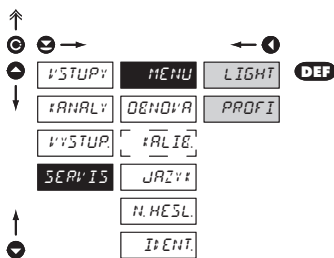 VSTUPY MENU LIGHT DEF
KANALY OBNOVA PROFI
VYSTUP. KALIB.
SERVIS JAZYK
N. HESL.
IDENT.